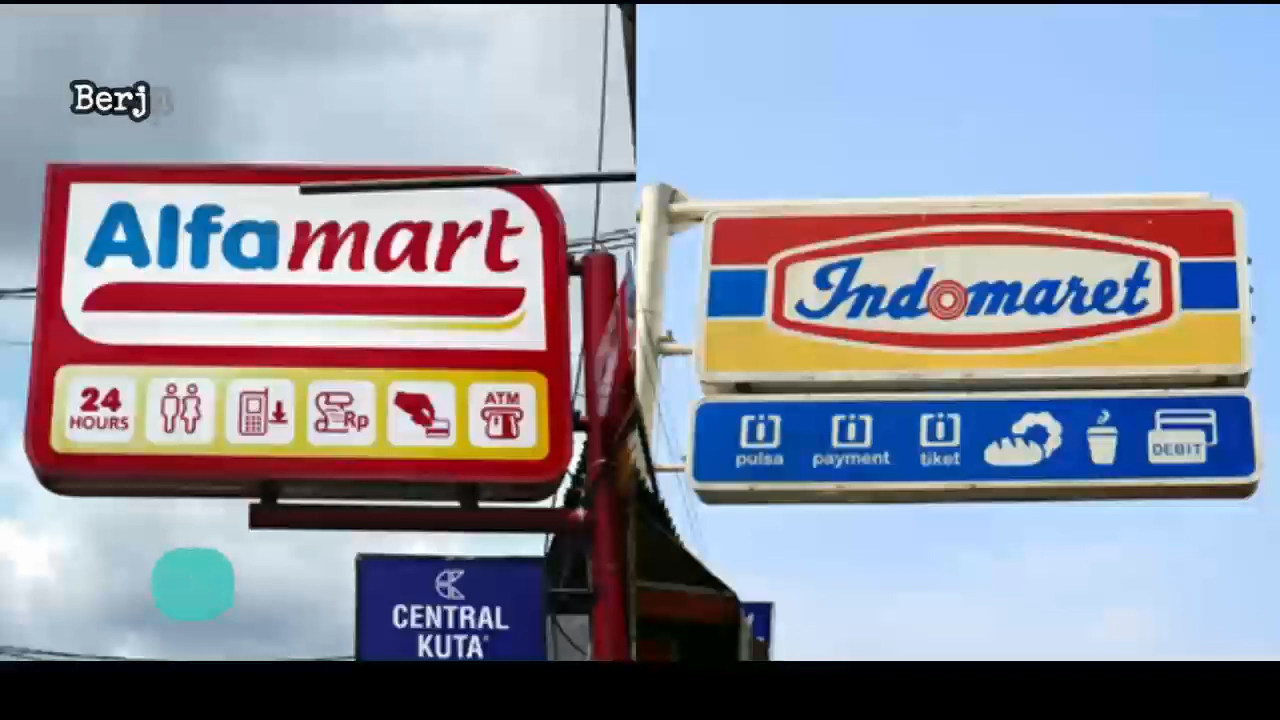 Berj
Alfamart
24
HOURS
Rp
ATM
CENTRAL
KUTA
Indomaret
pulsa
payment
tiket
DEBIT